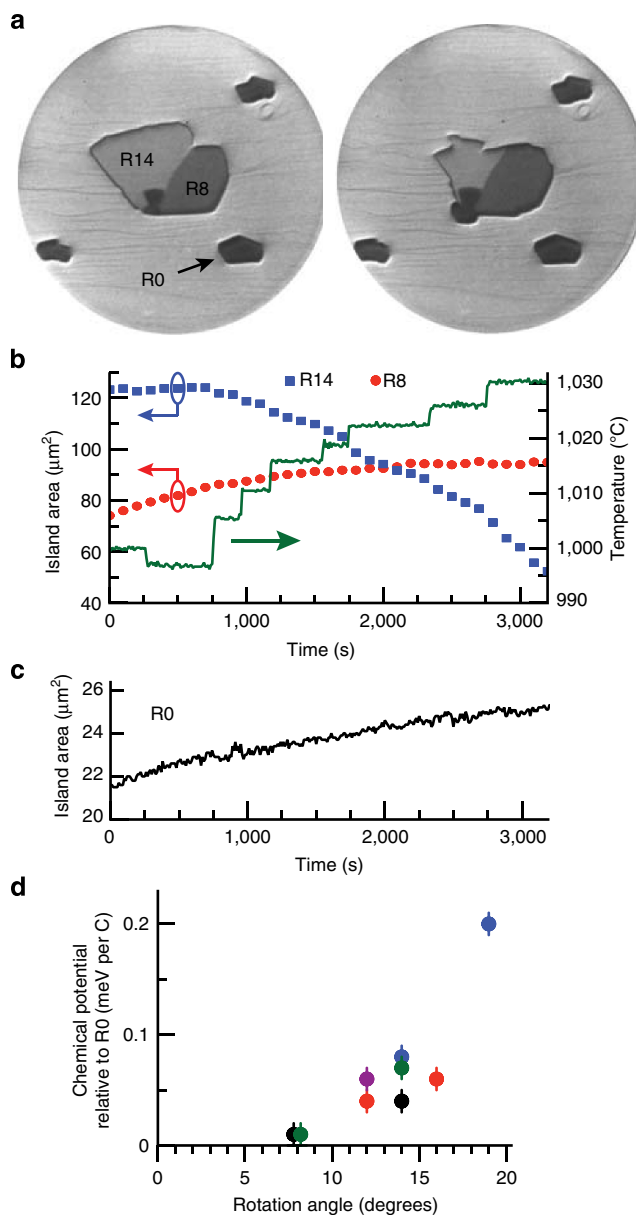 a
R14
R8
R0
b
R14
R8
120
100
80
60
40
Island area (μm²)
1,030
1,020
1,010
1,000
990
Temperature (°C)
0
1,000
2,000
3,000
Time (s)
c
26
24
22
20
Island area (μm²)
R0
0
1,000
2,000
3,000
Time (s)
d
0.2
0.1
0
Chemical potential
relative to R0 (meV per C)
0
5
10
15
20
Rotation angle (degrees)